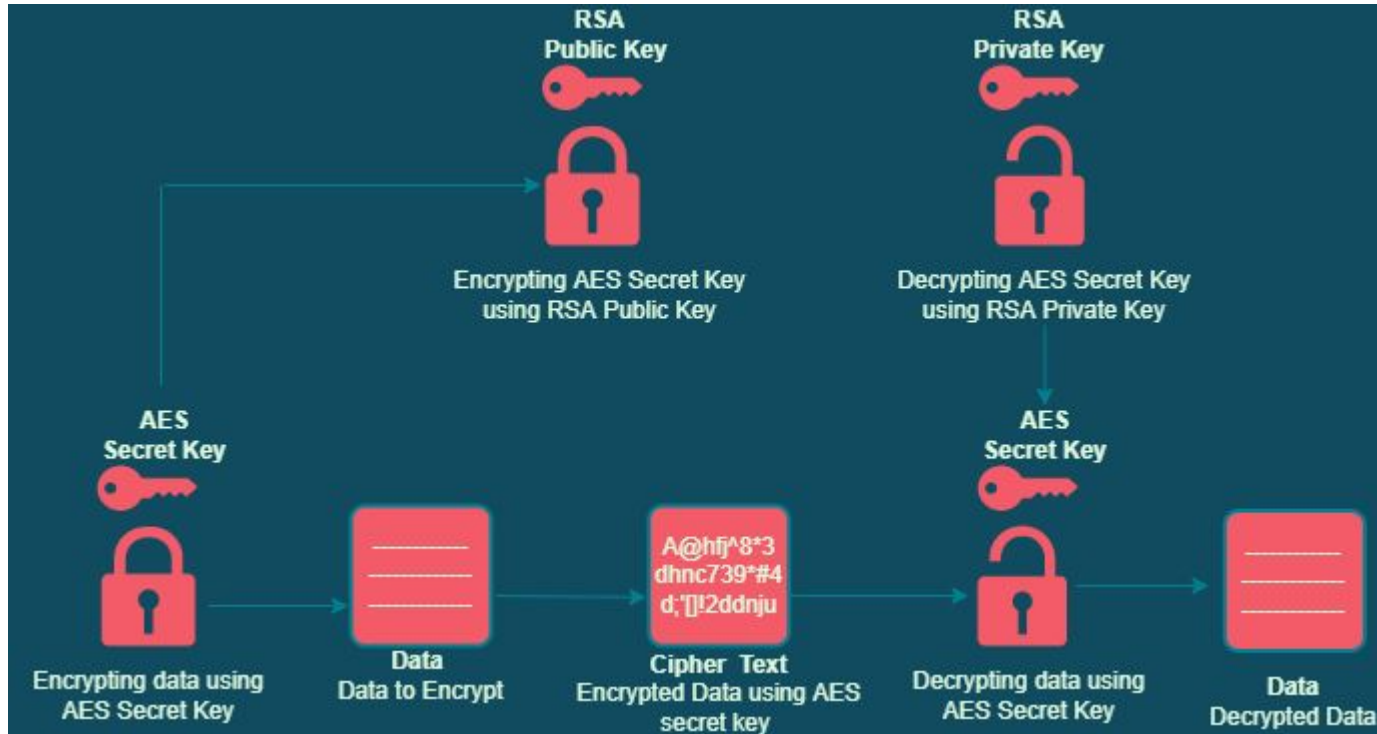 RSA
Public Key
RSA
Private Key
Encrypting AES Secret Key
using RSA Public Key
Decrypting AES Secret Key
using RSA Private Key
AES
Secret Key
AES
Secret Key
A@hfj^8*3
dhnc739*#4
d;'[]!2ddnju
Encrypting data using
AES Secret Key
Data
Data to Encrypt
Cipher Text
Encrypted Data using AES
secret key
Decrypting data using
AES Secret Key
Data
Decrypted Data